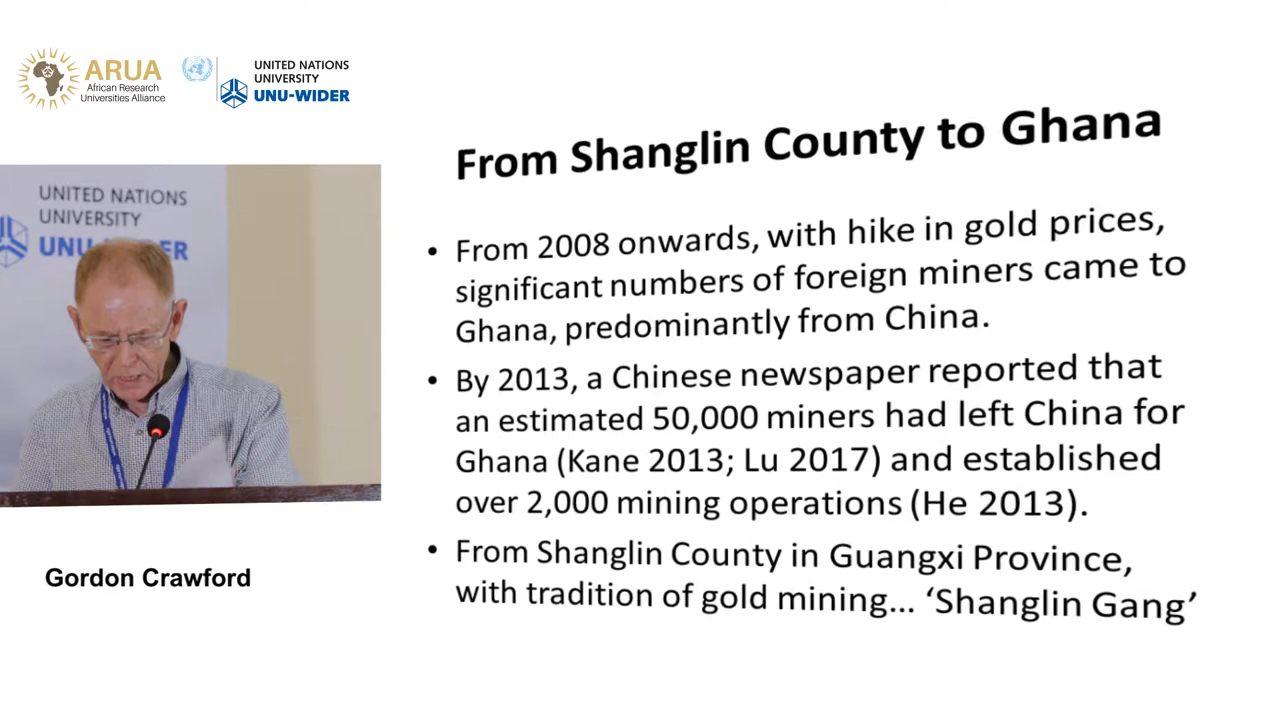 ARUA
African Research
Universities Alliance
UNITED NATIONS
UNIVERSITY
UNU-WIDER
UNITED NATIONS
UNIVERSITY
UNU-WIDER
Gordon Crawford
From Shanglin County to Ghana
• From 2008 onwards, with hike in gold prices,
significant numbers of foreign miners came to
Ghana, predominantly from China.
• By 2013, a Chinese newspaper reported that
an estimated 50,000 miners had left China for
Ghana (Kane 2013; Lu 2017) and established
over 2,000 mining operations (He 2013).
• From Shanglin County in Guangxi Province,
with tradition of gold mining... ‘Shanglin Gang’